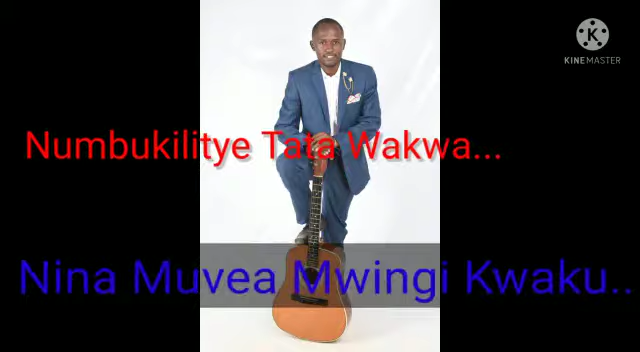 K
KINEMASTER
Numbukilitye Tata Wakwa...
Nina Muvea Mwingi Kwaku..